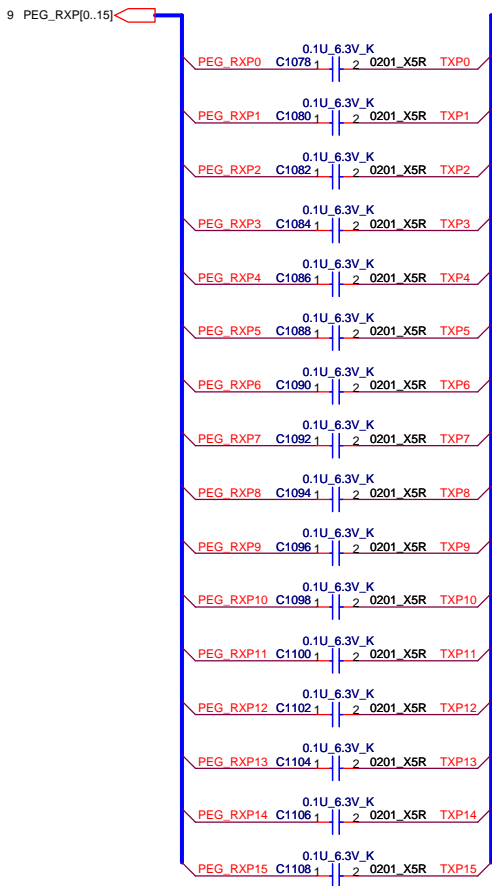 9 PEG_RXP[0..15]
0.1U_6.3V_K
PEG_RXP0 C1078 1 2 0201_X5R TXP0
0.1U_6.3V_K
PEG_RXP1 C1080 1 2 0201_X5R TXP1
0.1U_6.3V_K
PEG_RXP2 C1082 1 2 0201_X5R TXP2
0.1U_6.3V_K
PEG_RXP3 C1084 1 2 0201_X5R TXP3
0.1U_6.3V_K
PEG_RXP4 C1086 1 2 0201_X5R TXP4
0.1U_6.3V_K
PEG_RXP5 C1088 1 2 0201_X5R TXP5
0.1U_6.3V_K
PEG_RXP6 C1090 1 2 0201_X5R TXP6
0.1U_6.3V_K
PEG_RXP7 C1092 1 2 0201_X5R TXP7
0.1U_6.3V_K
PEG_RXP8 C1094 1 2 0201_X5R TXP8
0.1U_6.3V_K
PEG_RXP9 C1096 1 2 0201_X5R TXP9
0.1U_6.3V_K
PEG_RXP10 C1098 1 2 0201_X5R TXP10
0.1U_6.3V_K
PEG_RXP11 C1100 1 2 0201_X5R TXP11
0.1U_6.3V_K
PEG_RXP12 C1102 1 2 0201_X5R TXP12
0.1U_6.3V_K
PEG_RXP13 C1104 1 2 0201_X5R TXP13
0.1U_6.3V_K
PEG_RXP14 C1106 1 2 0201_X5R TXP14
0.1U_6.3V_K
PEG_RXP15 C1108 1 2 0201_X5R TXP15